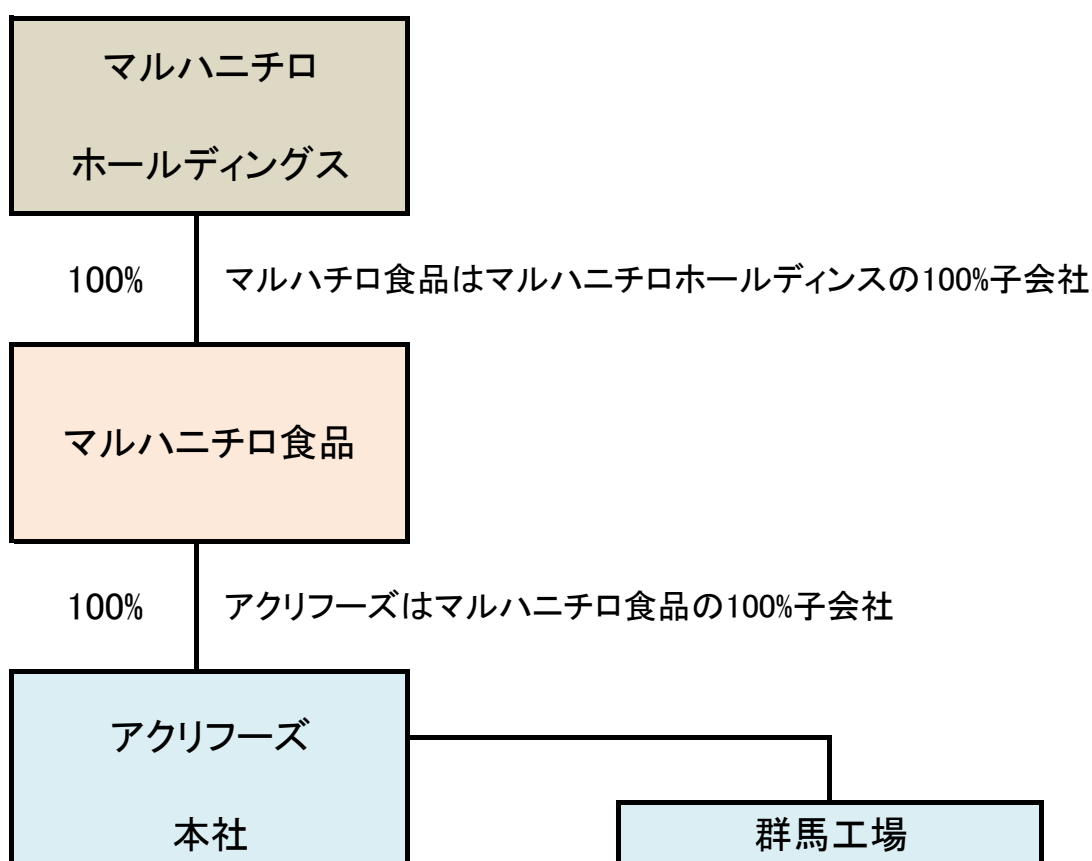 マルハニチロ
ホールディングス
100%
マルハチロ食品はマルハニチロホールディンスの100%子会社
マルハニチロ食品
100%
アクリフーズはマルハニチロ食品の100%子会社
アクリフーズ
本社
群馬工場